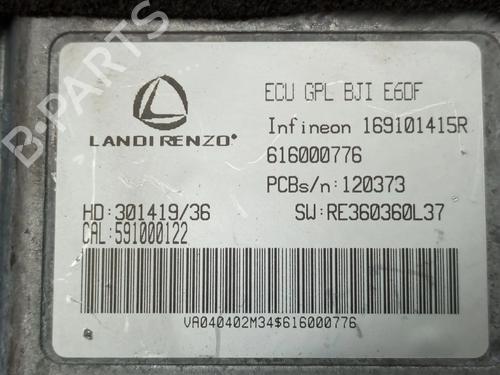 ECU GPL BJI E6DF
LANDIRENZO
Infineon 169101415R
616000776
PCBs/n:120373
HD:301419/36
SW:RE360360L37
CAL:591000122
VA040402M34$616000776
B-PARTS